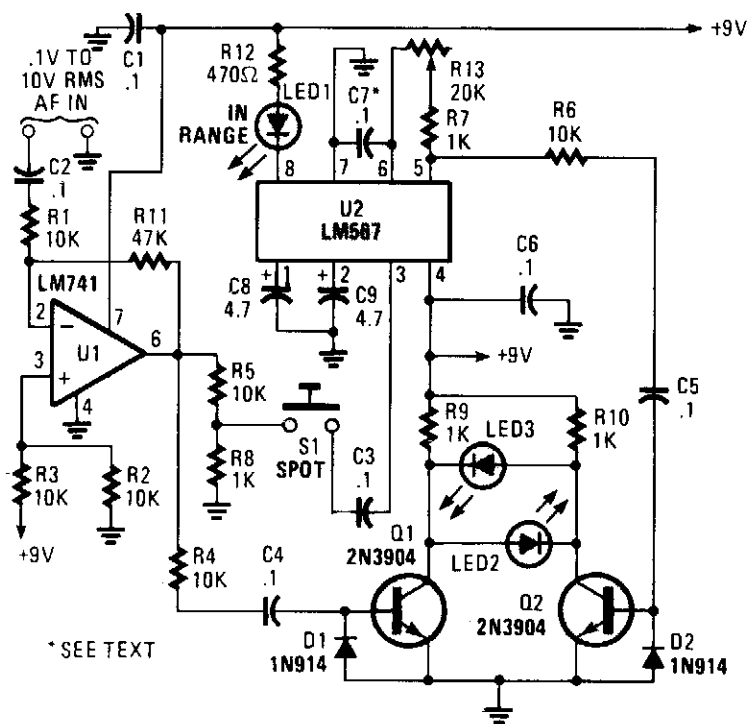 +9V
C1
.1
.1V TO
10V RMS
AF IN
R12
470Ω
LED1
IN
RANGE
C7*
.1
R13
20K
R7
1K
R6
10K
8
7
6
5
C2
.1
R1
10K
R11
47K
U2
LM567
C6
.1
LM741
2
7
6
U1
3
4
+ 1
+ 2
3
4
C8
4.7
C9
4.7
+9V
R5
10K
C5
.1
R9
1K
R10
1K
LED3
R8
1K
S1
SPOT
C3
.1
R3
10K
R2
10K
+9V
Q1
2N3904
LED2
R4
10K
C4
.1
Q2
2N3904
D1
1N914
D2
1N914
*SEE TEXT